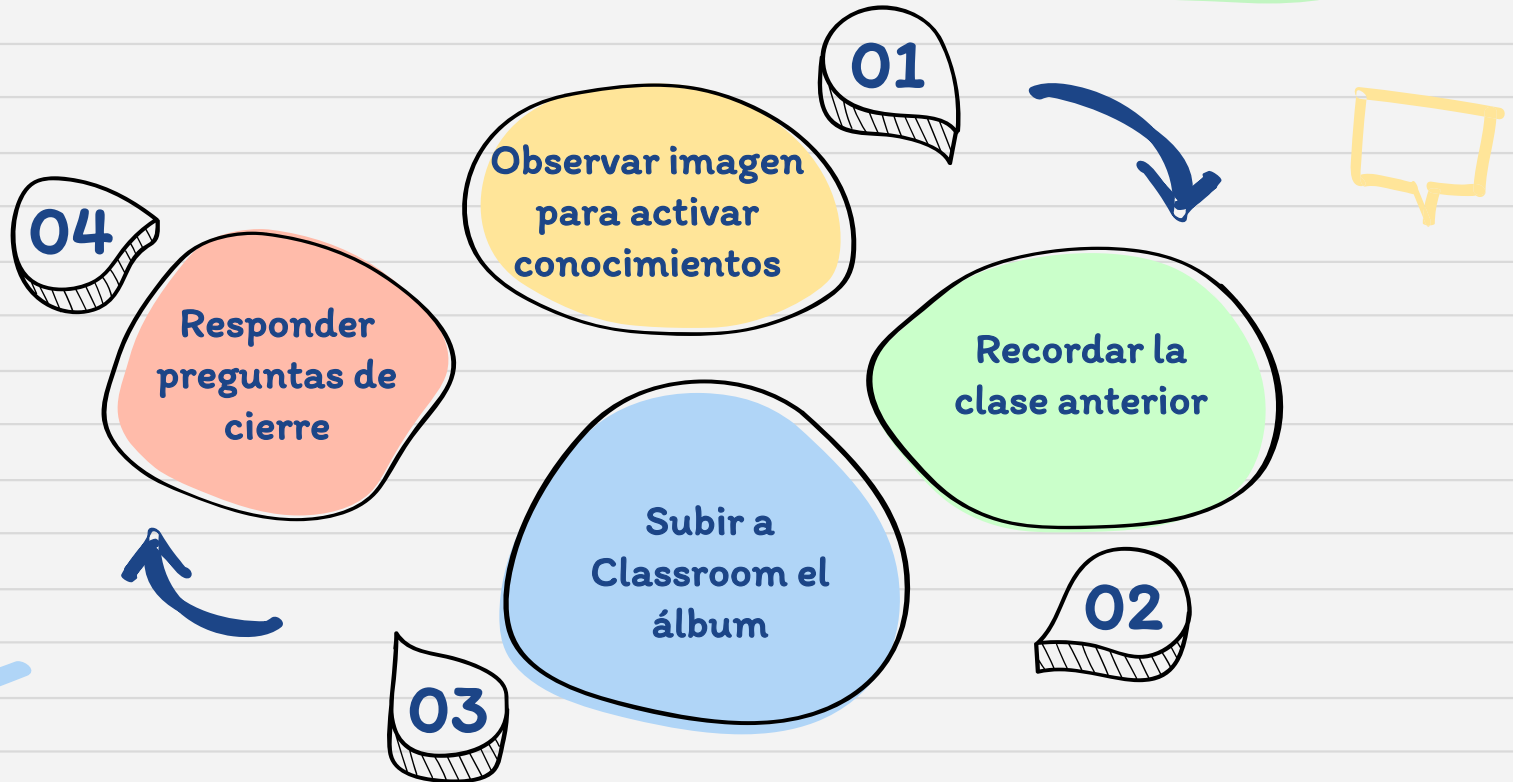 01
Observar imagen
para activar
conocimientos
Recordar la
clase anterior
02
Subir a
Classroom el
álbum
03
04
Responder
preguntas de
cierre